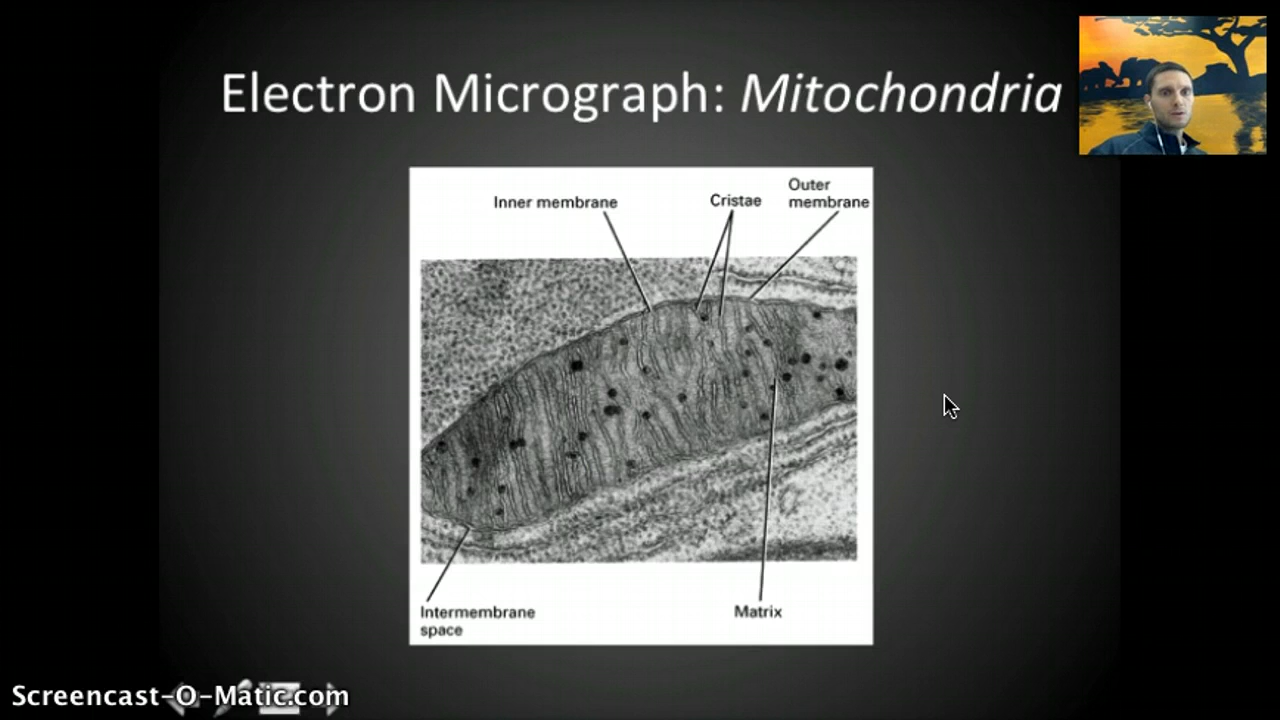 Electron Micrograph: Mitochondria
Outer
Inner membrane
Cristae
membrane
Intermembrane
space
Matrix
Screencast-O-Matic.com